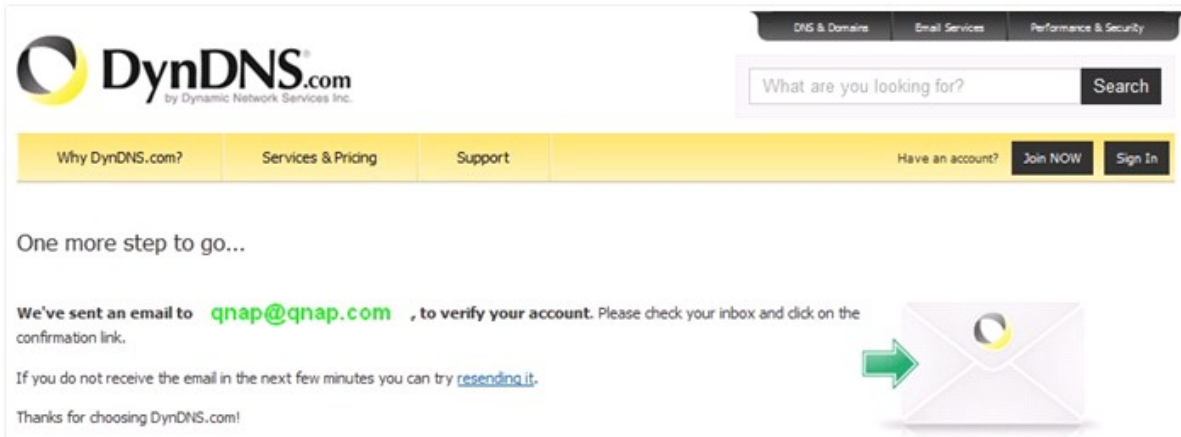 DNS & Domains Email Services Performance & Security
DynDNS.com
by Dynamic Network Services Inc.
What are you looking for? Search
Why DynDNS.com? Services & Pricing Support Have an account? Join NOW Sign In
One more step to go...
We've sent an email to qnap@qnap.com , to verify your account. Please check your inbox and click on the
confirmation link.
If you do not receive the email in the next few minutes you can try resending it.
Thanks for choosing DynDNS.com!